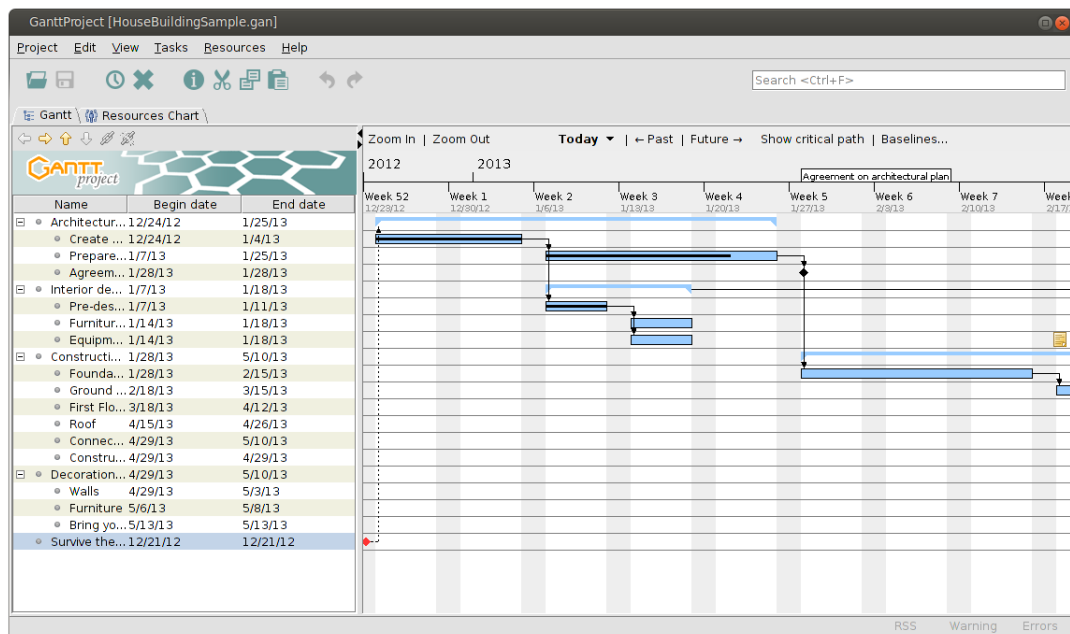 GanttProject [HouseBuildingSample.gan]
Project Edit View Tasks Resources Help
Search <Ctrl+F>
Gantt Resources Chart
Zoom In | Zoom Out Today | ← Past | Future → Show critical path | Baselines...
GANTT project
2012 2013
Agreement on architectural plan
Week 52 Week 1 Week 2 Week 3 Week 4 Week 5 Week 6 Week 7 Week
12/23/12 12/30/12 1/6/13 1/13/13 1/20/13 1/27/13 2/3/13 2/10/13 2/17/
Name Begin date End date
Architectur... 12/24/12 1/25/13
Create ... 12/24/12 1/4/13
Prepare... 1/7/13 1/25/13
Agreem... 1/28/13 1/28/13
Interior de... 1/7/13 1/18/13
Pre-des... 1/7/13 1/11/13
Furnitur... 1/14/13 1/18/13
Equipm... 1/14/13 1/18/13
Constructi... 1/28/13 5/10/13
Founda... 1/28/13 2/15/13
Ground ... 2/18/13 3/15/13
First Flo... 3/18/13 4/12/13
Roof 4/15/13 4/26/13
Connec... 4/29/13 5/10/13
Constru... 4/29/13 4/29/13
Decoration... 4/29/13 5/10/13
Walls 4/29/13 5/3/13
Furniture 5/6/13 5/8/13
Bring yo... 5/13/13 5/13/13
Survive the... 12/21/12 12/21/12
RSS Warning Errors